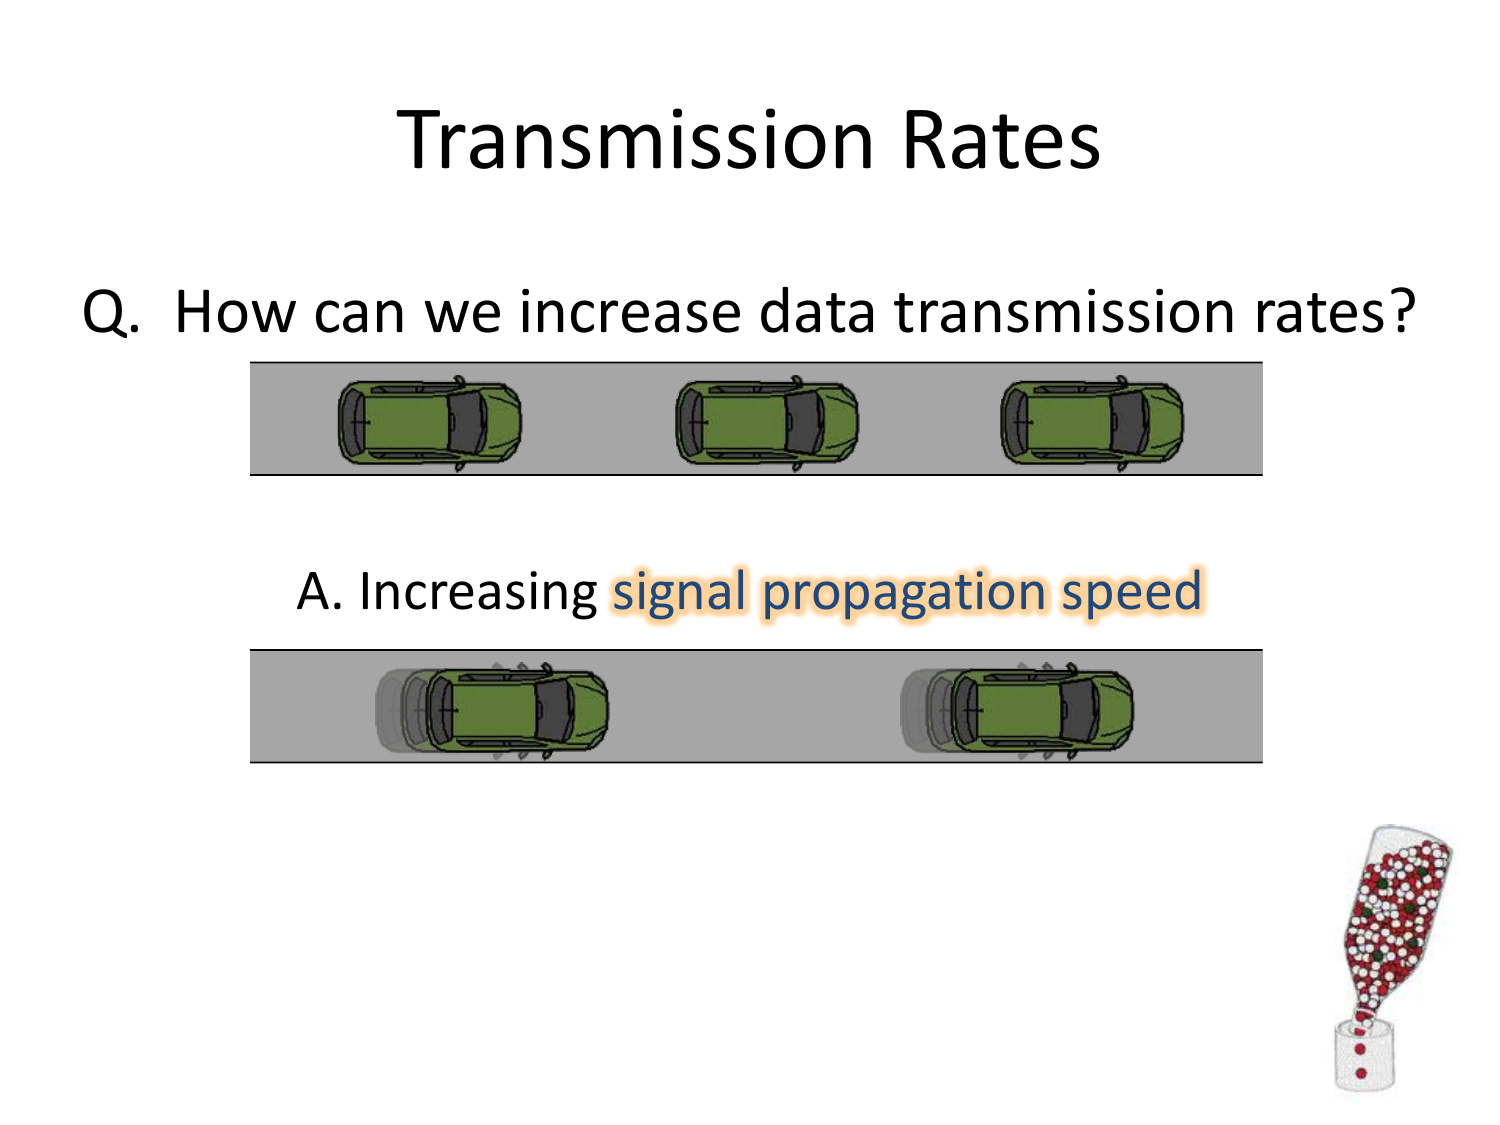 Transmission Rates
Q. How can we increase data transmission rates?
A. Increasing signal propagation speed